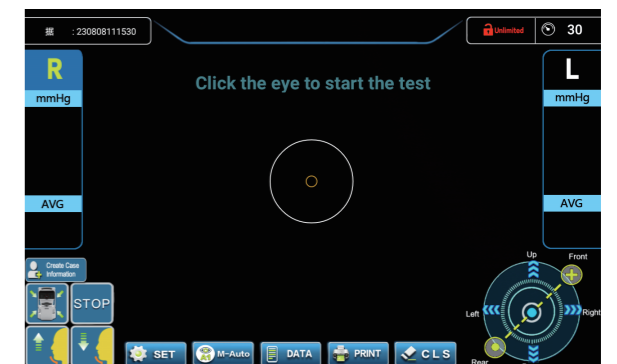 据 : 230808111530
Unlimited
30
R
mmHg
AVG
Click the eye to start the test
L
mmHg
AVG
Create Case
Information
STOP
Up
Front
Left
Right
Rear
SET
M-Auto
DATA
PRINT
CLS